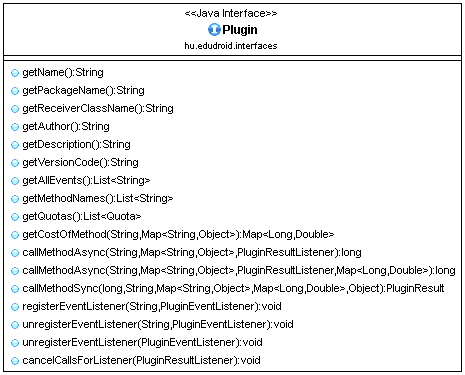 <<Java Interface>>
I Plugin
hu.edudroid.interfaces
getName():String
getPackageName():String
getReceiverClassName():String
getAuthor():String
getDescription():String
getVersionCode():String
getAllEvents():List<String>
getMethodNames():List<String>
getQuotas():List<Quota>
getCostOfMethod(String,Map<String,Object>):Map<Long,Double>
callMethodAsync(String,Map<String,Object>,PluginResultListener):long
callMethodAsync(String,Map<String,Object>,PluginResultListener,Map<Long,Double>):long
callMethodSync(long,String,Map<String,Object>,Map<Long,Double>,Object):PluginResult
registerEventListener(String,PluginEventListener):void
unregisterEventListener(String,PluginEventListener):void
unregisterEventListener(PluginEventListener):void
cancelCallsForListener(PluginResultListener):void